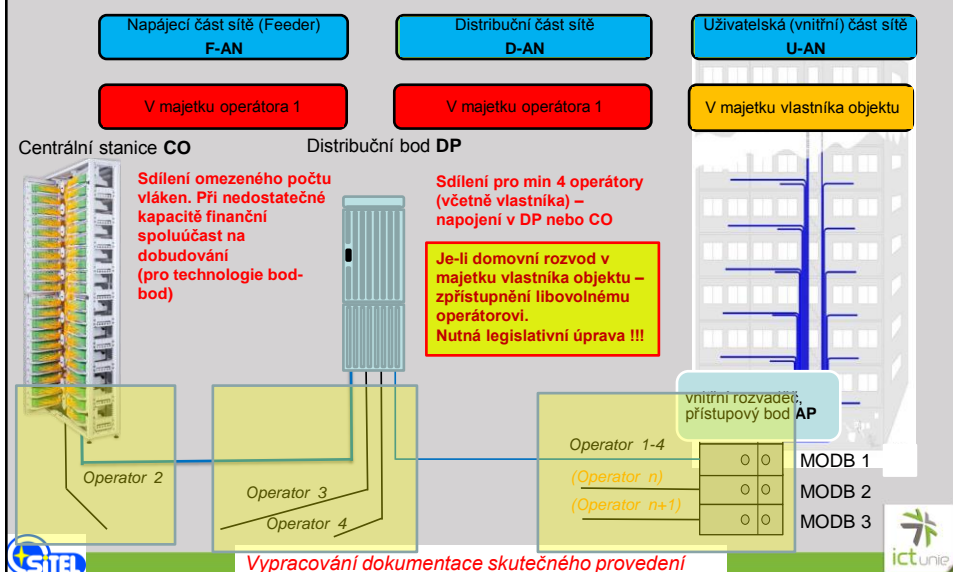 Napájecí část sítě (Feeder)
F-AN
Distribuční část sítě
D-AN
Uživatelská (vnitřní) část sítě
U-AN
V majetku operátora 1
V majetku operátora 1
V majetku vlastníka objektu
Centrální stanice CO
Distribuční bod DP
Sdílení omezeného počtu
vláken. Při nedostatečné
kapacitě finanční
spoluúčast na
dobudování
(pro technologie bod-
bod)
Sdílení pro min 4 operátory
(včetně vlastníka) –
napojení v DP nebo CO
Je-li domovní rozvod v
majetku vlastníka objektu –
zpřístupnění libovolnému
operátorovi.
Nutná legislativní úprava !!!
vnitřní rozvaděč,
přístupový bod AP
Operator 1-4
(Operator n)
(Operator n+1)
MODB 1
MODB 2
MODB 3
Operator 2
Operator 3
Operator 4
Vypracování dokumentace skutečného provedení
SITEL
ictunie